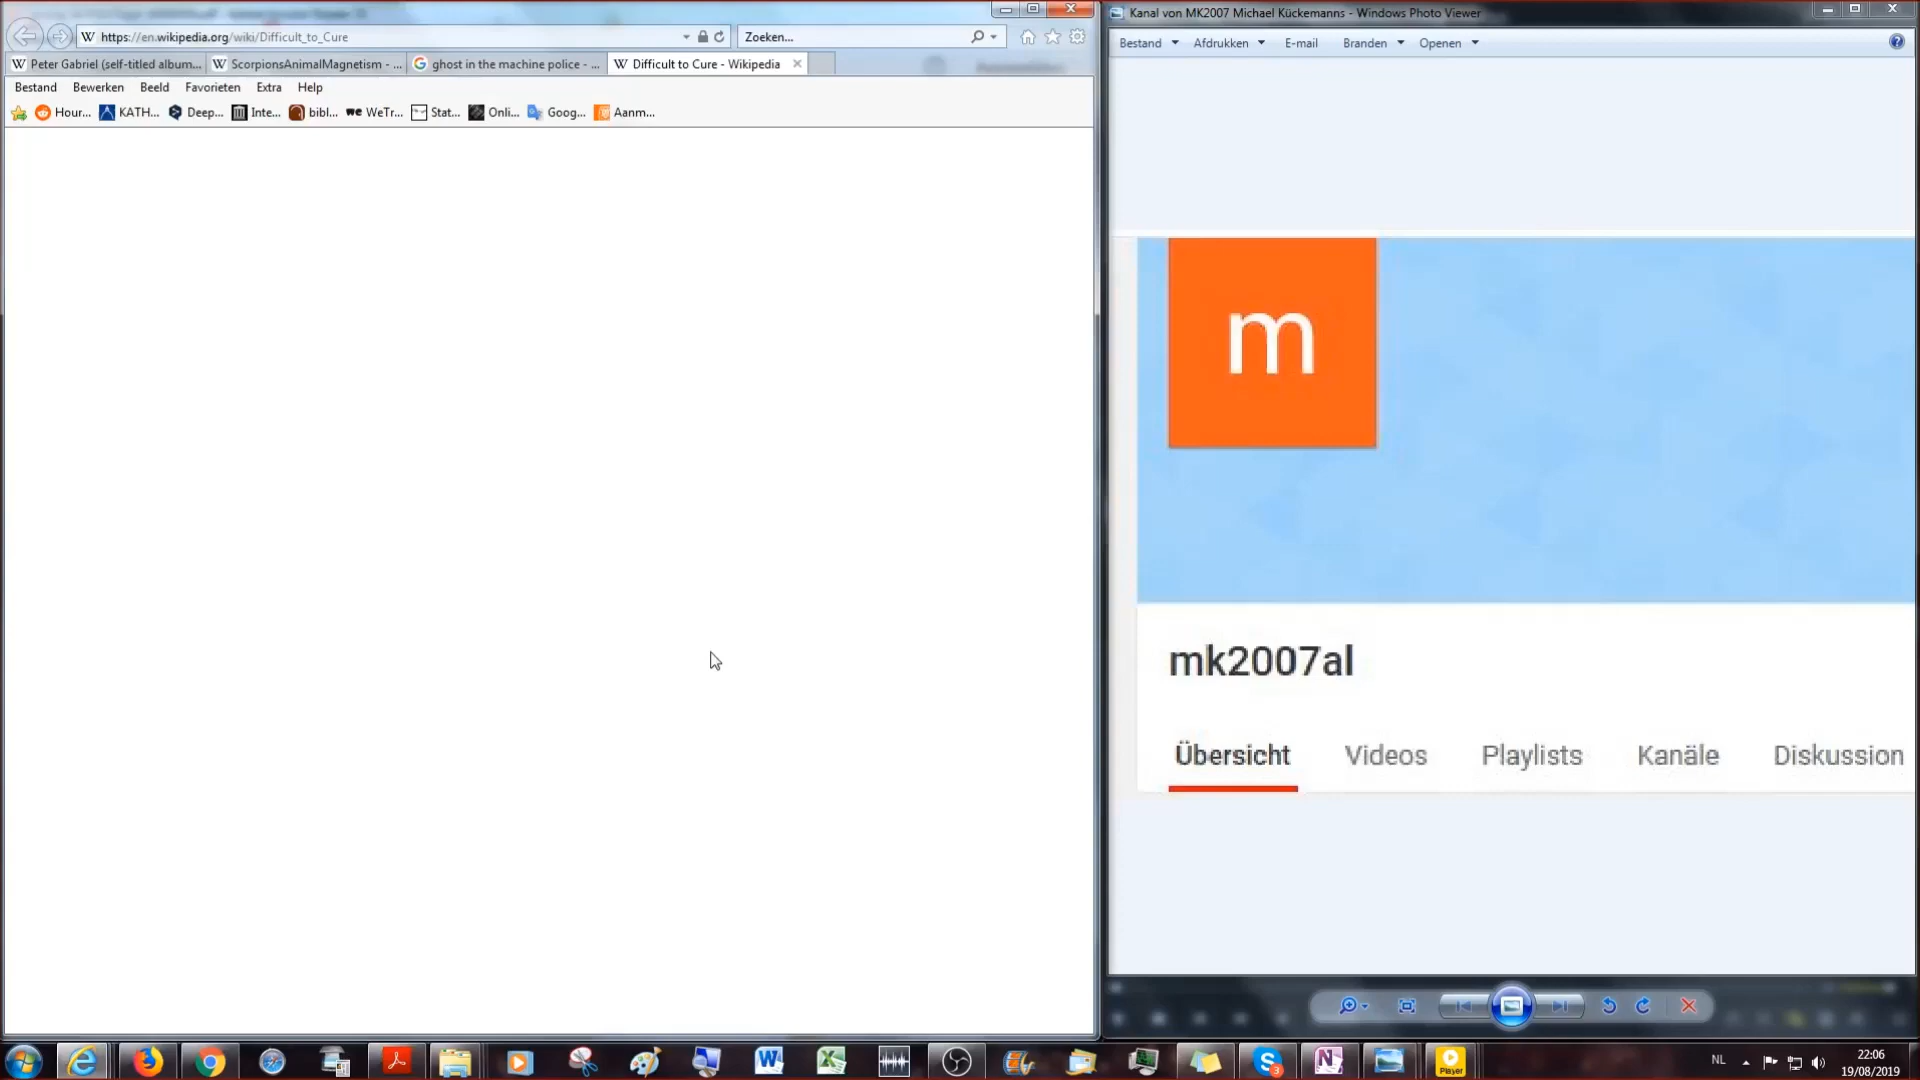 https://en.wikipedia.org/wiki/Difficult_to_Cure
Zoeken...
Peter Gabriel (self-titled album...
ScorpionsAnimalMagnetism - ...
ghost in the machine police - ...
Difficult to Cure - Wikipedia
Bestand Bewerken Beeld Favorieten Extra Help
Hour... KATH... Deep... Inte... bibl... WeTr... Stat... Onli... Goog... Aanm...
Kanal von MK2007 Michael Kückemanns - Windows Photo Viewer
Bestand Afdrukken E-mail Branden Openen
m
mk2007al
Übersicht Videos Playlists Kanäle Diskussion
Player
NL
22:06
19/08/2019